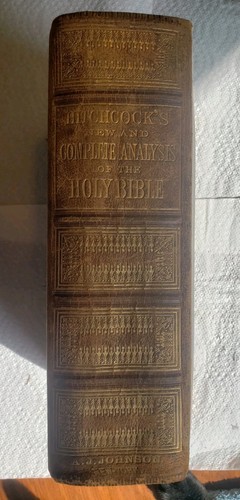 HITCHCOCK'S
NEW AND
COMPLETE ANALYSIS
OF THE
HOLY BIBLE
A.J. JOHNSON